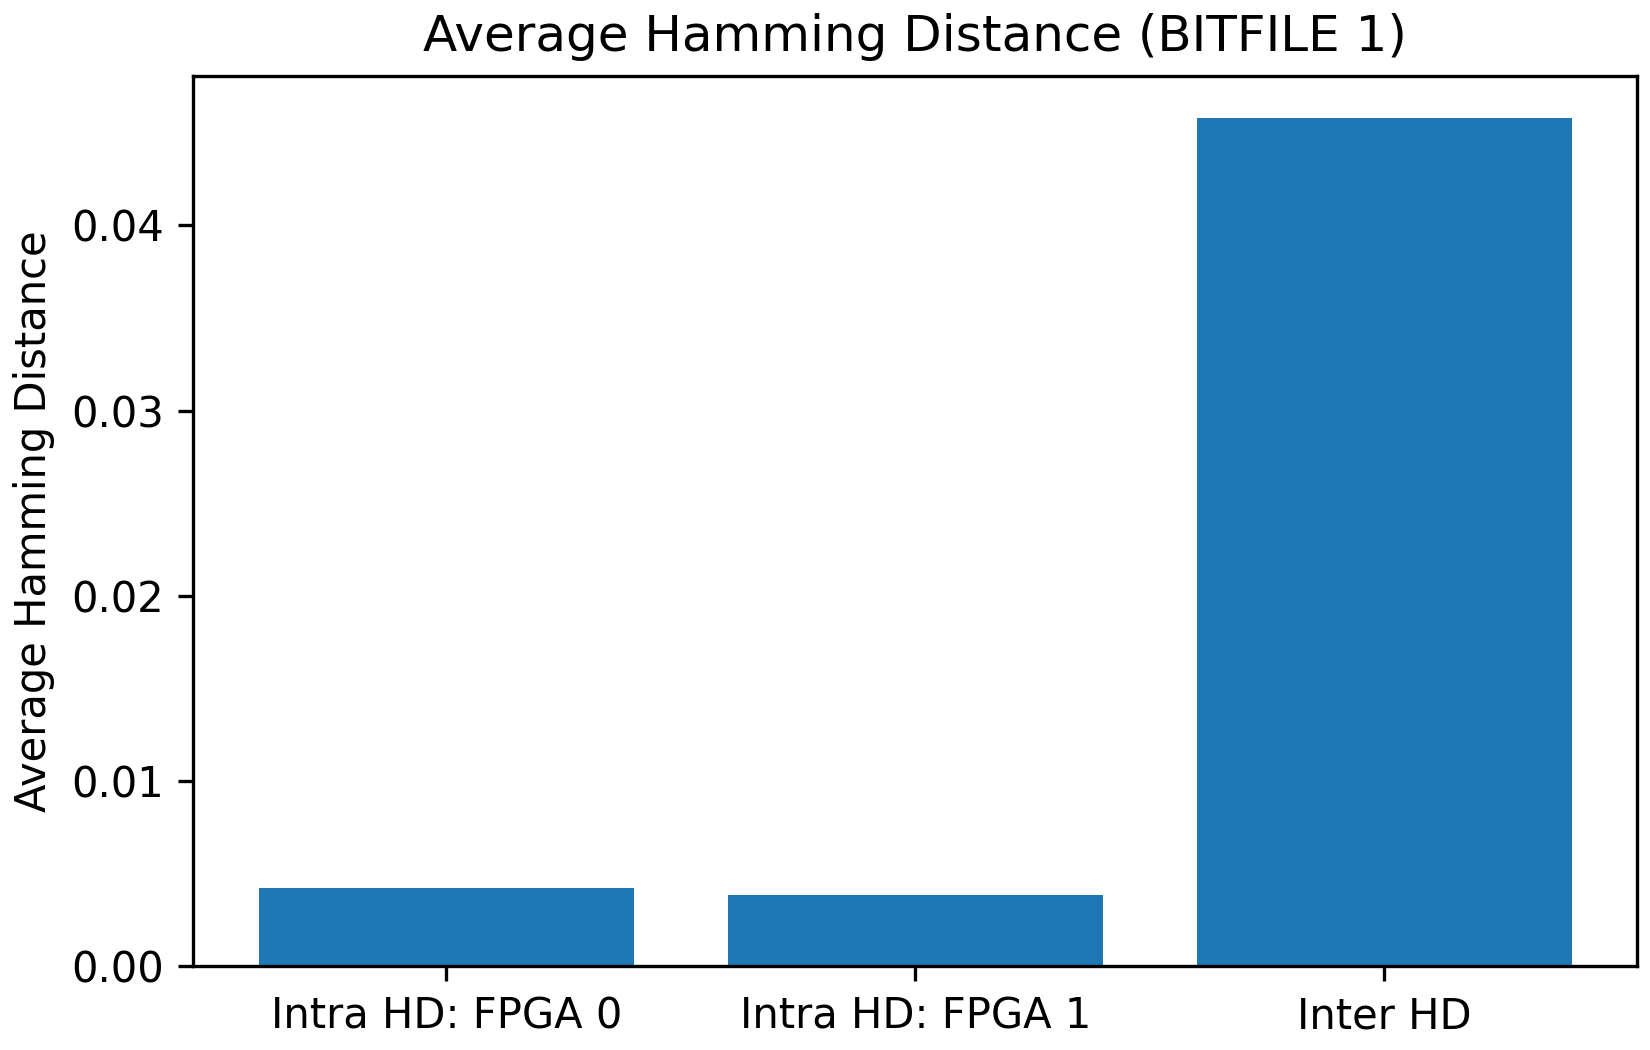 Average Hamming Distance (BITFILE 1)
Average Hamming Distance
0.04
0.03
0.02
0.01
0.00
Intra HD: FPGA 0
Intra HD: FPGA 1
Inter HD